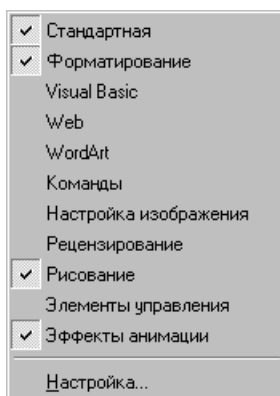 Стандартная
Форматирование
Visual Basic
Web
WordArt
Команды
Настройка изображения
Рецензирование
Рисование
Элементы управления
Эффекты анимации
Настройка...